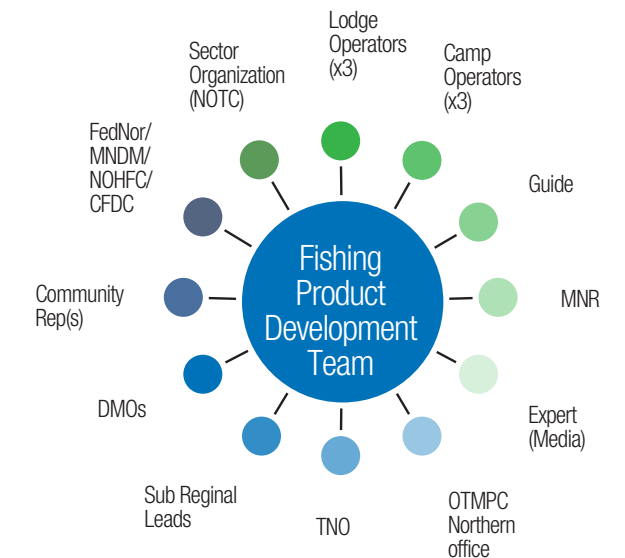 Lodge
Operators
(x3)
Camp
Operators
(x3)
Guide
MNR
Expert
(Media)
OTMPC
Northern
office
TNO
Sub Reginal
Leads
DMOs
Community
Rep(s)
FedNor/
MNDM/
NOHFC/
CFDC
Sector
Organization
(NOTC)
Fishing
Product
Development
Team